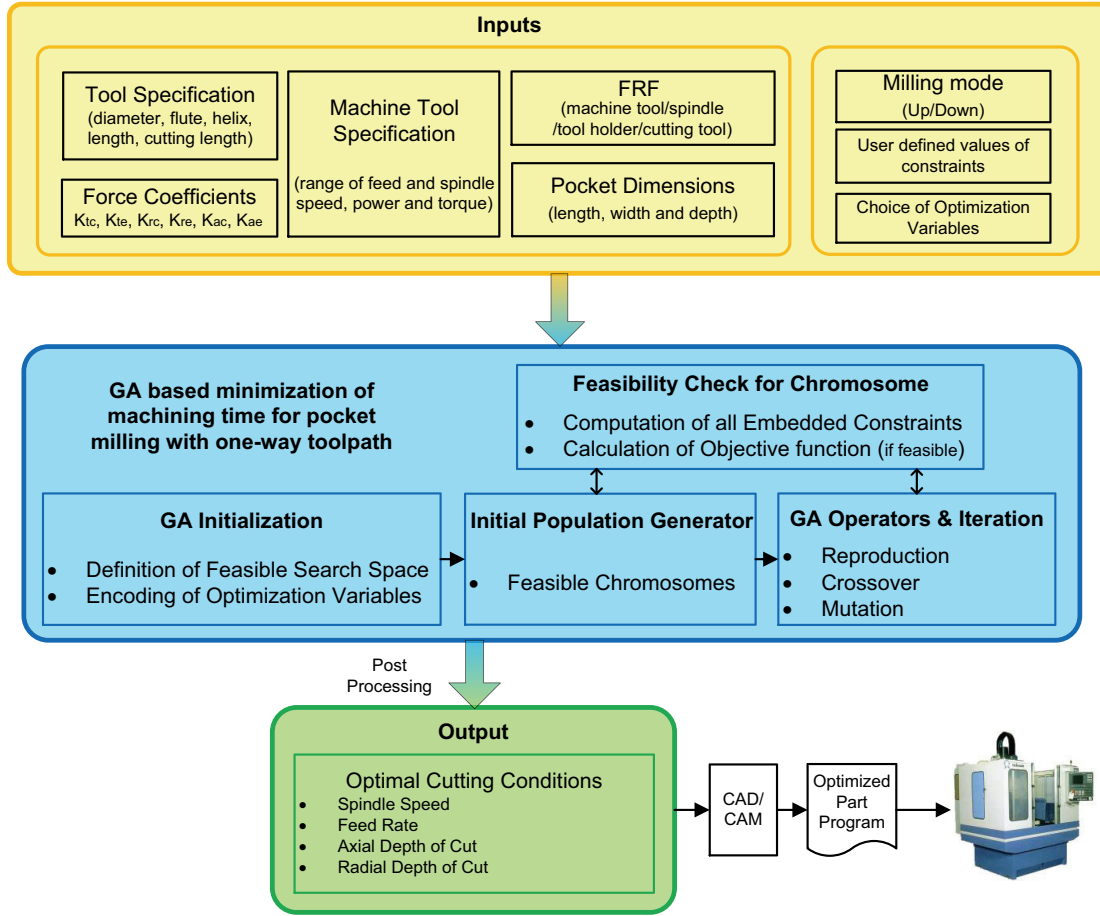 Inputs
Tool Specification
(diameter, flute, helix,
length, cutting length)
Force Coefficients
Ktc, Kte, Krc, Kre, Kac, Kae
Machine Tool
Specification
(range of feed and spindle
speed, power and torque)
FRF
(machine tool/spindle
/tool holder/cutting tool)
Pocket Dimensions
(length, width and depth)
Milling mode
(Up/Down)
User defined values of
constraints
Choice of Optimization
Variables
GA based minimization of
machining time for pocket
milling with one-way toolpath
Feasibility Check for Chromosome
• Computation of all Embedded Constraints
• Calculation of Objective function (if feasible)
GA Initialization
• Definition of Feasible Search Space
• Encoding of Optimization Variables
Initial Population Generator
• Feasible Chromosomes
GA Operators & Iteration
• Reproduction
• Crossover
• Mutation
Post
Processing
Output
Optimal Cutting Conditions
• Spindle Speed
• Feed Rate
• Axial Depth of Cut
• Radial Depth of Cut
CAD/
CAM
Optimized
Part
Program